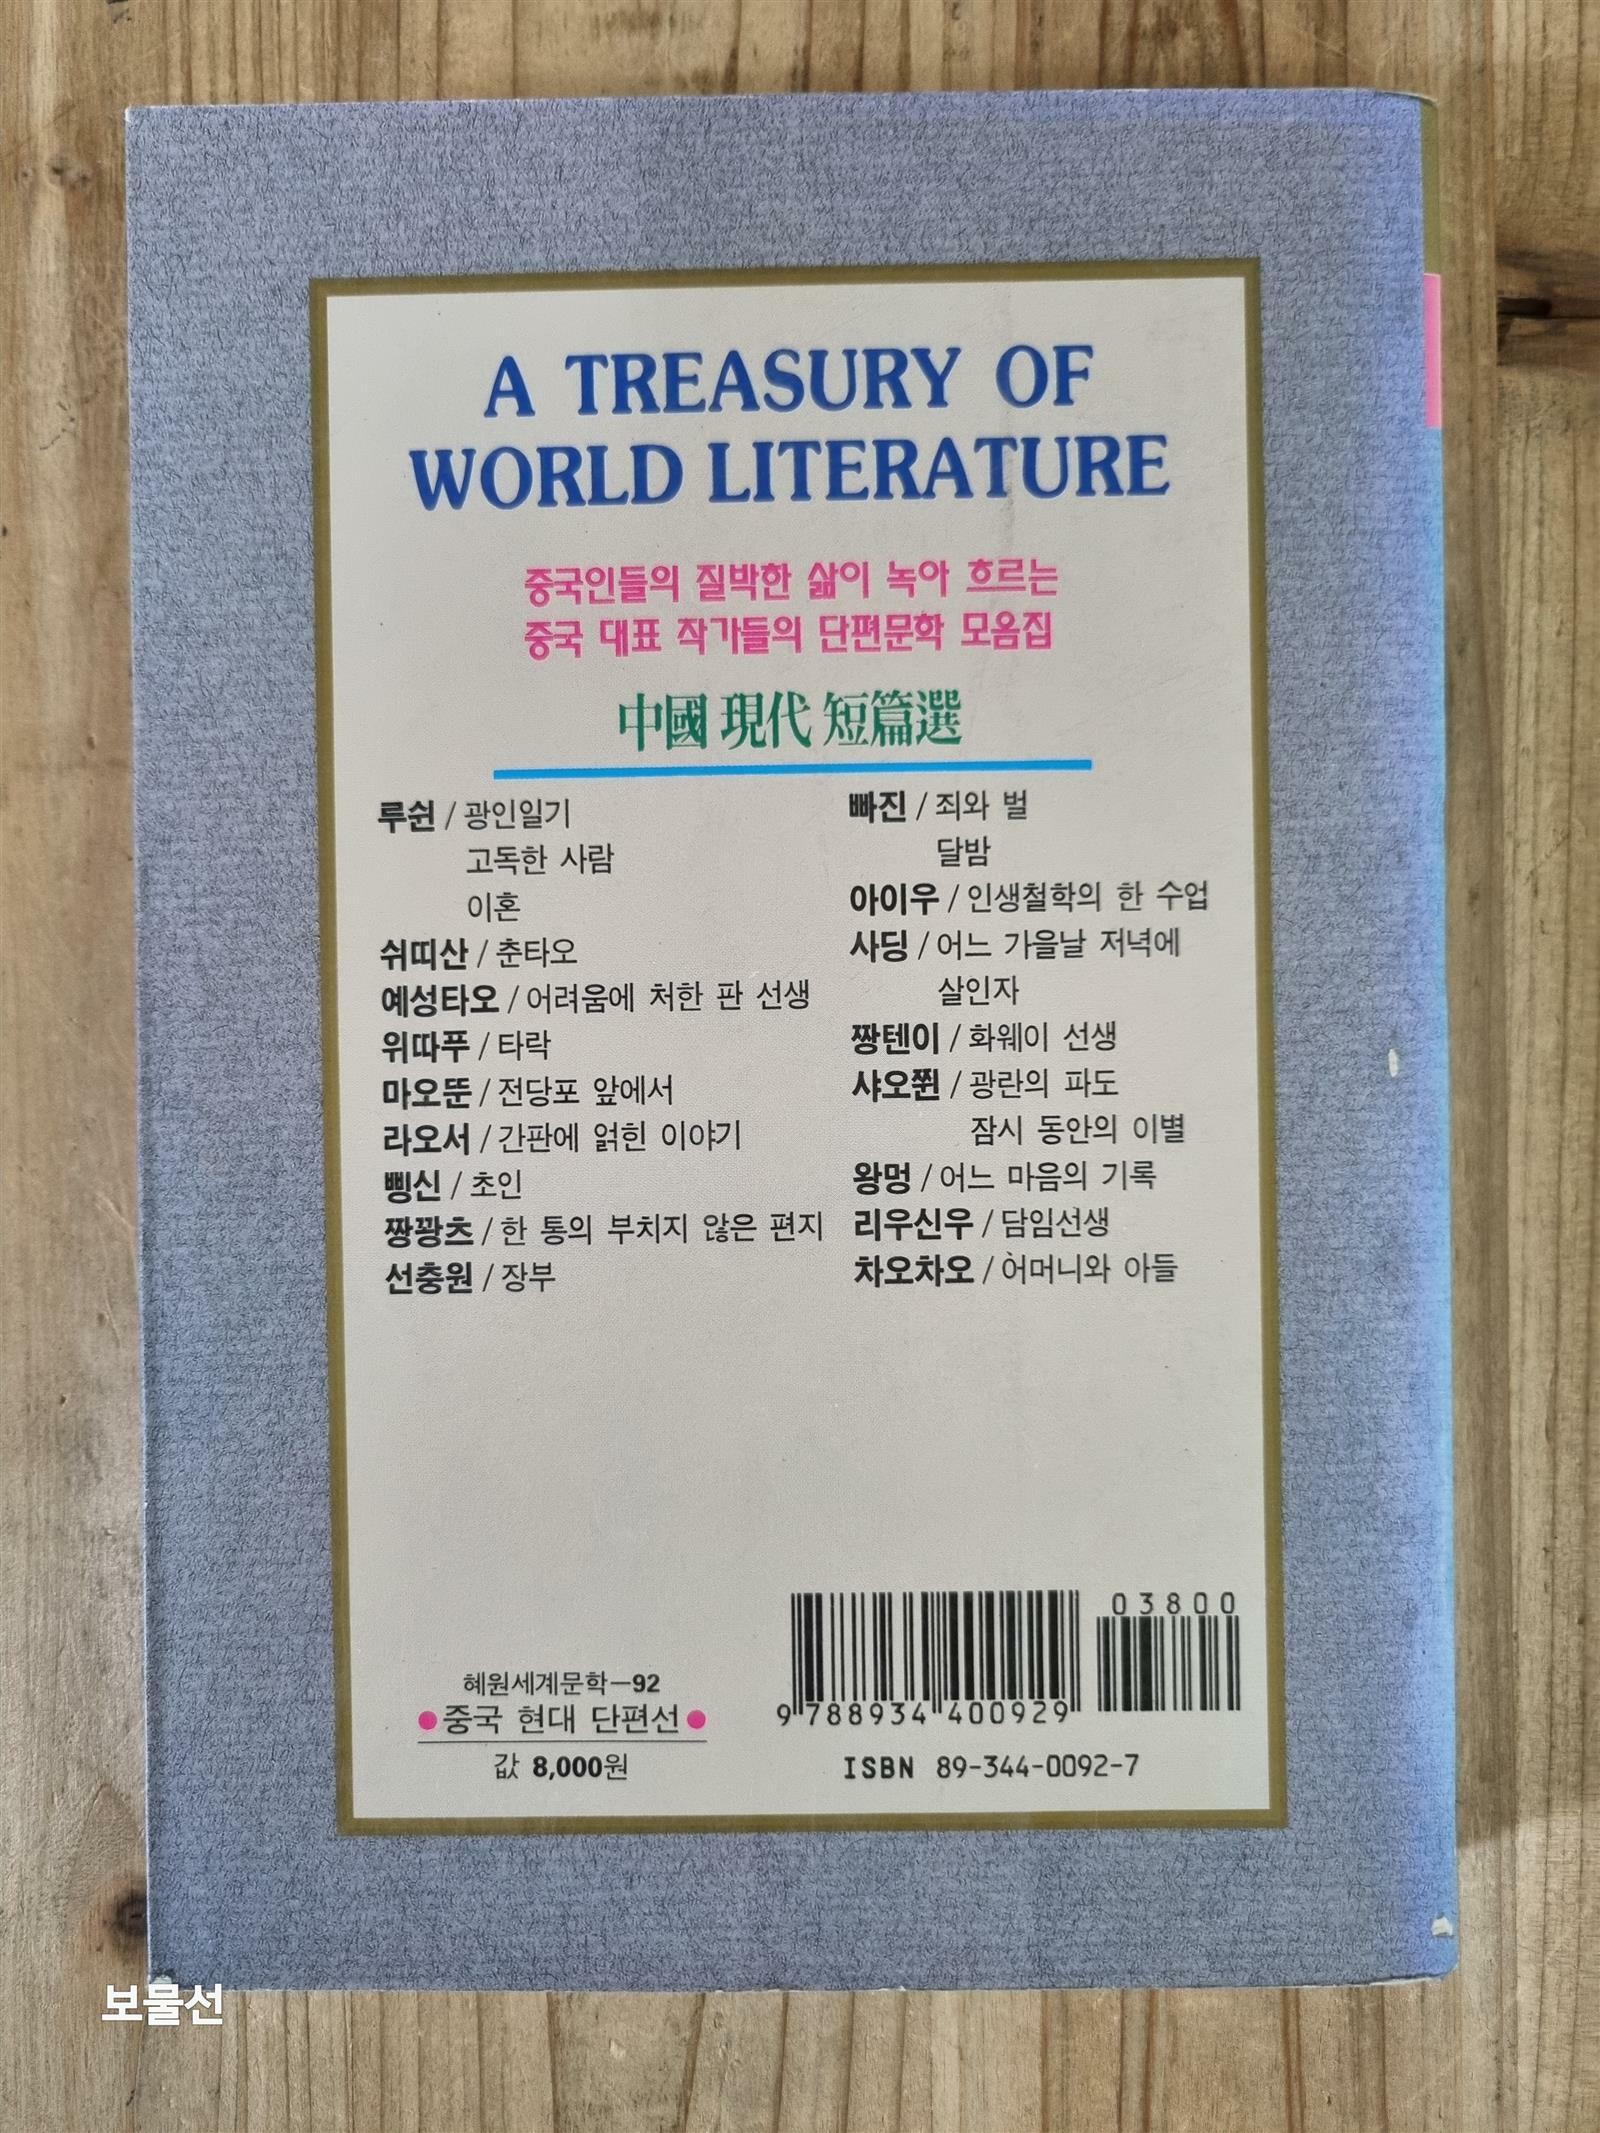 A TREASURY OF
WORLD LITERATURE
중국인들의 질박한 삶이 녹아 흐르는
중국 대표 작가들의 단편문학 모음집
中國 現代 短篇選
루쉰 / 광인일기
고독한 사람
이혼
쉬띠산 / 춘타오
예성타오 / 어려움에 처한 판 선생
위따푸 / 타락
마오뚠 / 전당포 앞에서
라오서 / 간판에 얽힌 이야기
삥신 / 초인
짱꽝츠 / 한 통의 부치지 않은 편지
선충원 / 장부
빠진 / 죄와 벌
달밤
아이우 / 인생철학의 한 수업
사딩 / 어느 가을날 저녁에
살인자
짱텐이 / 화웨이 선생
샤오쮠 / 광란의 파도
잠시 동안의 이별
왕멍 / 어느 마음의 기록
리우신우 / 담임선생
차오차오 / 어머니와 아들
혜원세계문학-92
중국 현대 단편선
값 8,000원
03800
9 788934 400929
ISBN 89-344-0092-7
보물선